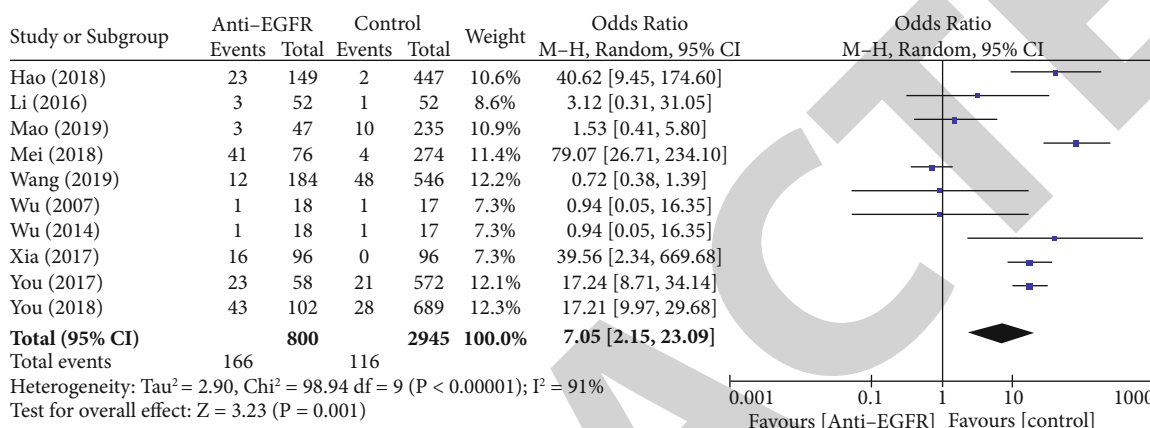 Study or Subgroup Anti–EGFR Control Weight Odds Ratio Odds Ratio
Events Total Events Total M–H, Random, 95% CI M–H, Random, 95% CI
Hao (2018) 23 149 2 447 10.6% 40.62 [9.45, 174.60]
Li (2016) 3 52 1 52 8.6% 3.12 [0.31, 31.05]
Mao (2019) 3 47 10 235 10.9% 1.53 [0.41, 5.80]
Mei (2018) 41 76 4 274 11.4% 79.07 [26.71, 234.10]
Wang (2019) 12 184 48 546 12.2% 0.72 [0.38, 1.39]
Wu (2007) 1 18 1 17 7.3% 0.94 [0.05, 16.35]
Wu (2014) 1 18 1 17 7.3% 0.94 [0.05, 16.35]
Xia (2017) 16 96 0 96 7.3% 39.56 [2.34, 669.68]
You (2017) 23 58 21 572 12.1% 17.24 [8.71, 34.14]
You (2018) 43 102 28 689 12.3% 17.21 [9.97, 29.68]
Total (95% CI) 800 2945 100.0% 7.05 [2.15, 23.09]
Total events 166 116
Heterogeneity: Tau² = 2.90, Chi² = 98.94 df = 9 (P < 0.00001); I² = 91%
Test for overall effect: Z = 3.23 (P = 0.001)
0.001 0.1 1 10 1000
Favours [Anti–EGFR] Favours [control]